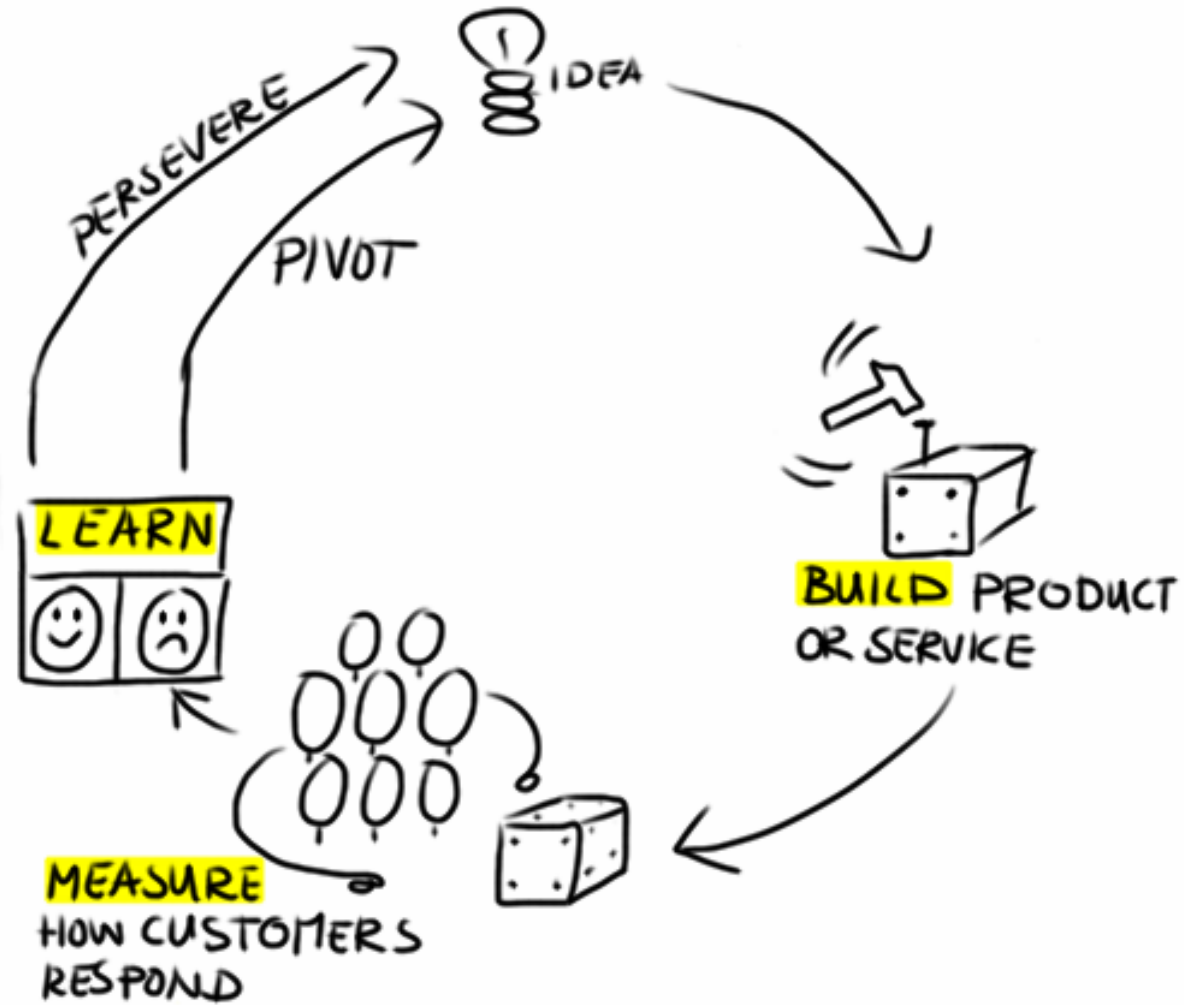 IDEA
PERSEVERE
PIVOT
LEARN
BUILD PRODUCT
OR SERVICE
MEASURE
HOW CUSTOMERS
RESPOND